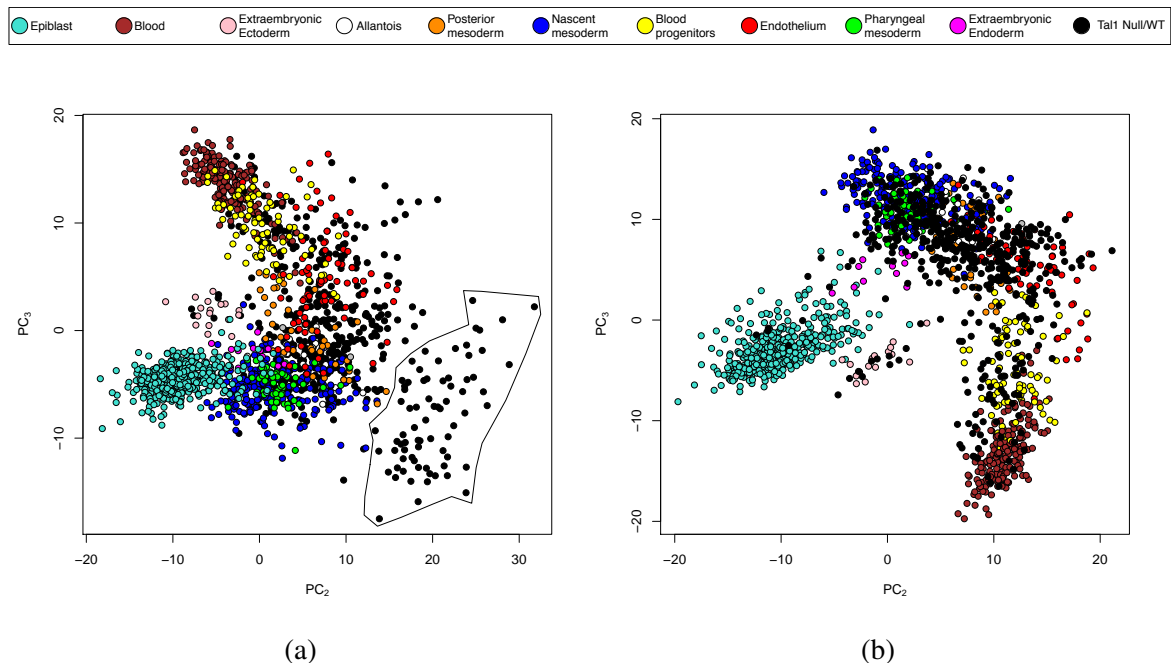 Epiblast Blood Extraembryonic Ectoderm Allantois Posterior mesoderm Nascent mesoderm Blood progenitors Endothelium Pharyngeal mesoderm Extraembryonic Endoderm Tal1 Null/WT
20
10
0
−10
PC3
−20 −10 0 10 20 30
PC2
(a)
20
10
0
−10
−20
PC3
−20 −10 0 10 20
PC2
(b)